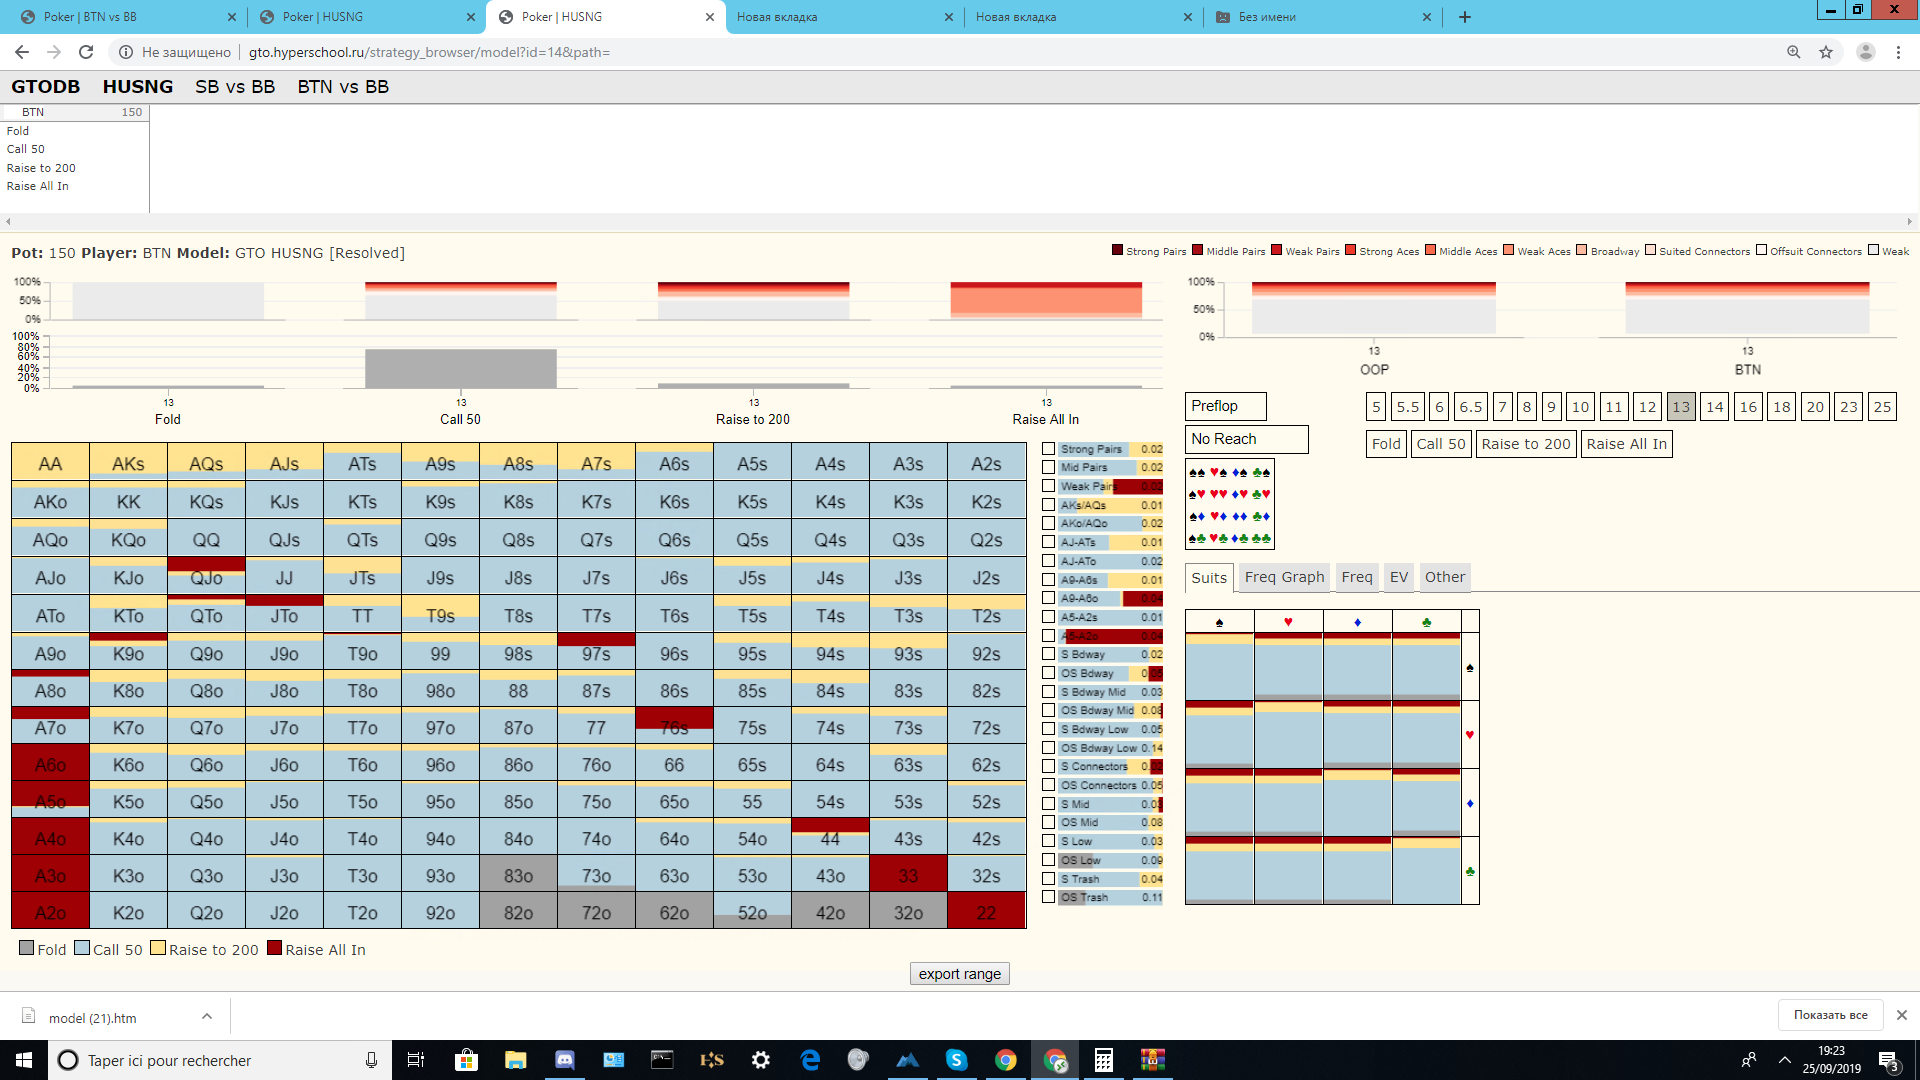 Poker | BTN vs BB
Poker | HUSNG
Poker | HUSNG
Новая вкладка
Новая вкладка
Без имени
Не защищено
gto.hyperschool.ru/strategy_browser/model?id=14&path=
GTODB HUSNG SB vs BB BTN vs BB
BTN 150
Fold
Call 50
Raise to 200
Raise All In
Pot: 150 Player: BTN Model: GTO HUSNG [Resolved]
Strong Pairs Middle Pairs Weak Pairs Strong Aces Middle Aces Weak Aces Broadway Suited Connectors Offsuit Connectors Weak
100%
50%
0%
100%
80%
60%
40%
20%
0%
13 13 13 13
Fold Call 50 Raise to 200 Raise All In
100%
50%
0%
13 13
OOP BTN
Preflop
No Reach
5 5.5 6 6.5 7 8 9 10 11 12 13 14 16 18 20 23 25
Fold Call 50 Raise to 200 Raise All In
AA AKs AQs AJs ATs A9s A8s A7s A6s A5s A4s A3s A2s
AKo KK KQs KJs KTs K9s K8s K7s K6s K5s K4s K3s K2s
AQo KQo QQ QJs QTs Q9s Q8s Q7s Q6s Q5s Q4s Q3s Q2s
AJo KJo QJo JJ JTs J9s J8s J7s J6s J5s J4s J3s J2s
ATo KTo QTo JTo TT T9s T8s T7s T6s T5s T4s T3s T2s
A9o K9o Q9o J9o T9o 99 98s 97s 96s 95s 94s 93s 92s
A8o K8o Q8o J8o T8o 98o 88 87s 86s 85s 84s 83s 82s
A7o K7o Q7o J7o T7o 97o 87o 77 76s 75s 74s 73s 72s
A6o K6o Q6o J6o T6o 96o 86o 76o 66 65s 64s 63s 62s
A5o K5o Q5o J5o T5o 95o 85o 75o 65o 55 54s 53s 52s
A4o K4o Q4o J4o T4o 94o 84o 74o 64o 54o 44 43s 42s
A3o K3o Q3o J3o T3o 93o 83o 73o 63o 53o 43o 33 32s
A2o K2o Q2o J2o T2o 92o 82o 72o 62o 52o 42o 32o 22
Strong Pairs 0.02
Mid Pairs 0.02
Weak Pairs 0.02
AKs/AQs 0.01
AKo/AQo 0.02
AJ-ATs 0.01
AJ-ATo 0.02
A9-A6s 0.01
A9-A6o 0.04
A5-A2s 0.01
A5-A2o 0.04
S Bdway 0.02
OS Bdway
S Bdway Mid 0.03
OS Bdway Mid 0.08
S Bdway Low 0.05
OS Bdway Low 0.14
S Connectors
OS Connectors 0.05
S Mid 0.03
OS Mid 0.08
S Low 0.03
OS Low 0.09
S Trash 0.04
OS Trash 0.11
Suits Freq Graph Freq EV Other
Fold Call 50 Raise to 200 Raise All In
export range
model (21).htm
Показать все
Taper ici pour rechercher
19:23
25/09/2019
3